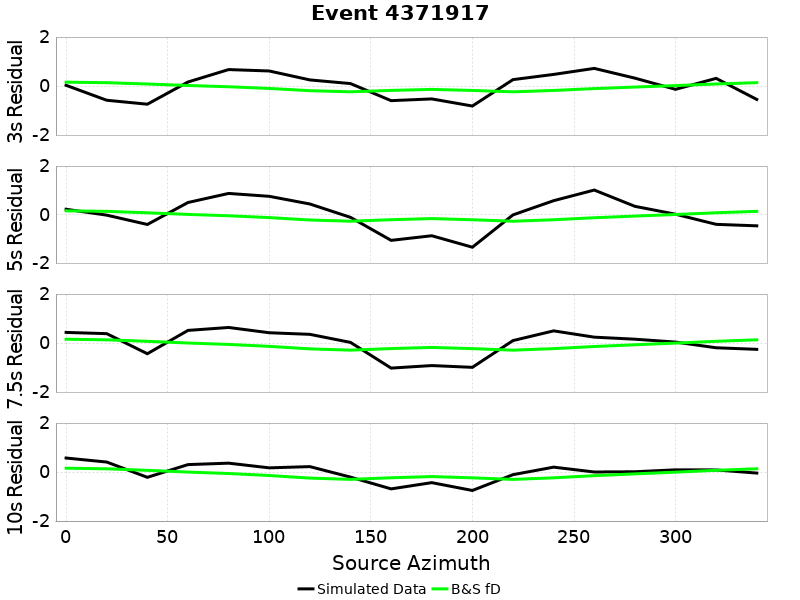 Event 4371917
3s Residual
2
0
-2
5s Residual
2
0
-2
7.5s Residual
2
0
-2
10s Residual
2
0
-2
0 50 100 150 200 250 300
Source Azimuth
Simulated Data B&S fD